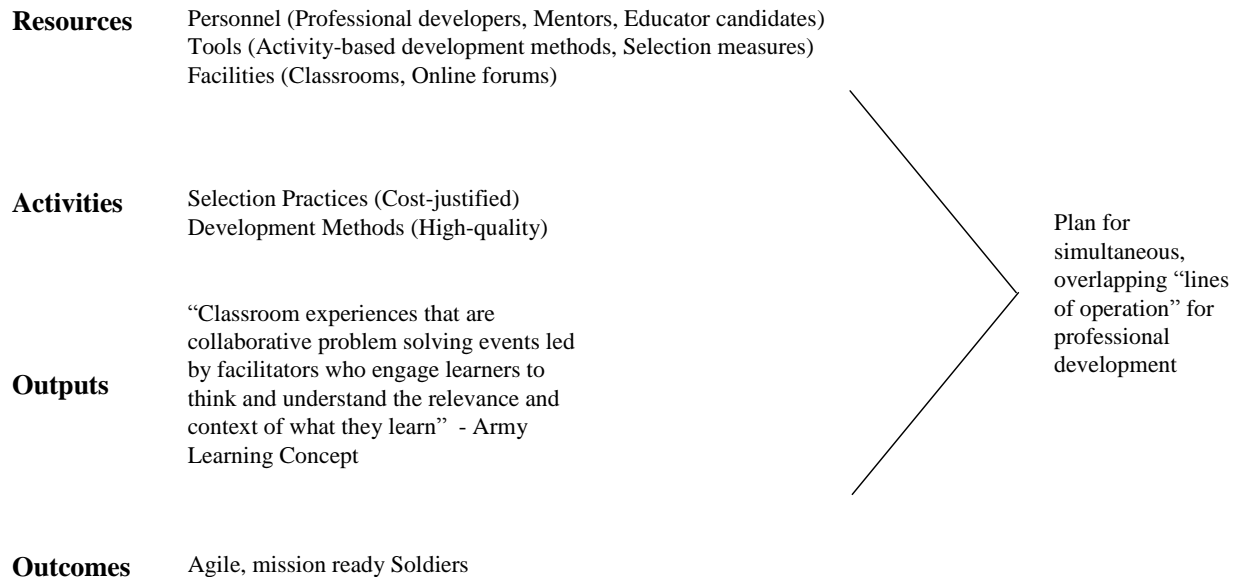 Resources
Personnel (Professional developers, Mentors, Educator candidates)
Tools (Activity-based development methods, Selection measures)
Facilities (Classrooms, Online forums)
Activities
Selection Practices (Cost-justified)
Development Methods (High-quality)
Outputs
“Classroom experiences that are
collaborative problem solving events led
by facilitators who engage learners to
think and understand the relevance and
context of what they learn”  - Army
Learning Concept
Outcomes
Agile, mission ready Soldiers
Plan for
simultaneous,
overlapping “lines
of operation” for
professional
development